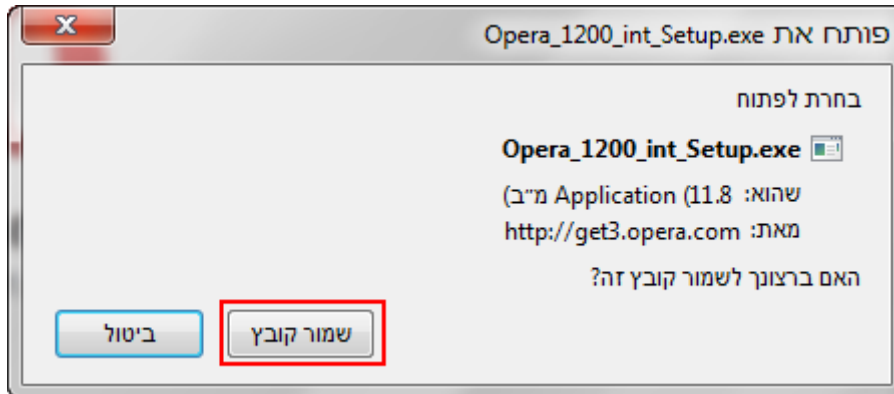 פותח את Opera_1200_int_Setup.exe
בחרת לפתוח
Opera_1200_int_Setup.exe
שהוא: Application (11.8 מ״ב)
מאת: http://get3.opera.com
האם ברצונך לשמור קובץ זה?
שמור קובץ
ביטול